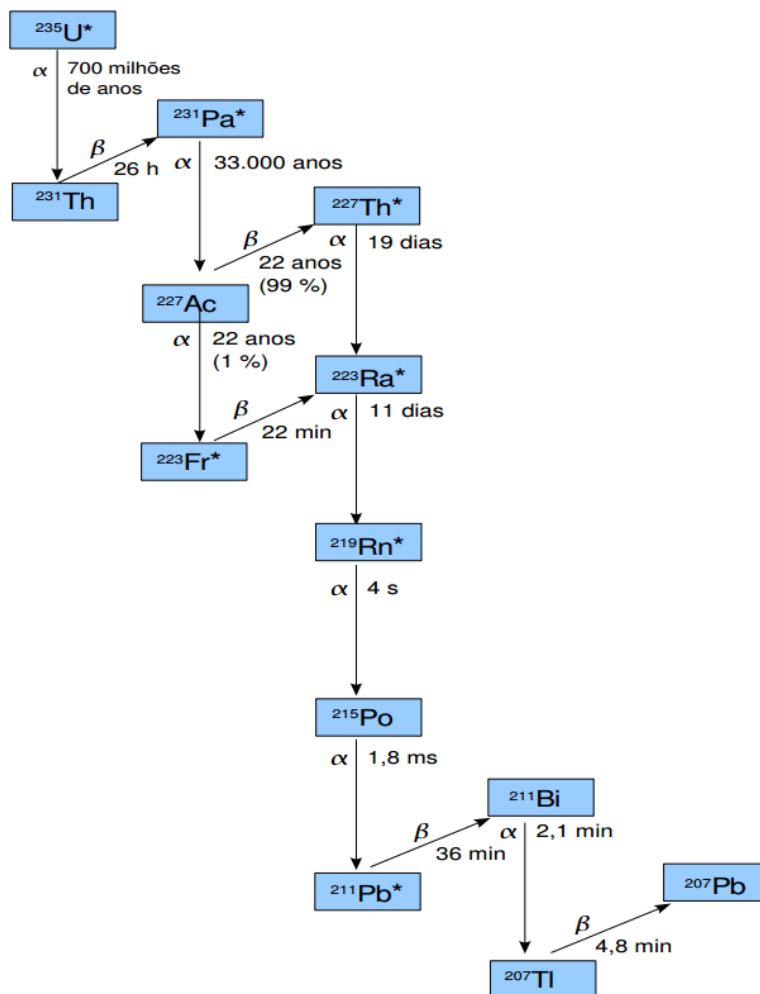 ²³⁵U*
α 700 milhões
de anos
²³¹Pa*
β
26 h
α 33.000 anos
²³¹Th
²²⁷Th*
β
22 anos
(99 %)
α 19 dias
²²⁷Ac
α 22 anos
(1 %)
²²³Ra*
β
22 min
α 11 dias
²²³Fr*
²¹⁹Rn*
α 4 s
²¹⁵Po
α 1,8 ms
²¹¹Bi
β
36 min
α 2,1 min
²¹¹Pb*
²⁰⁷Pb
β
4,8 min
²⁰⁷Tl